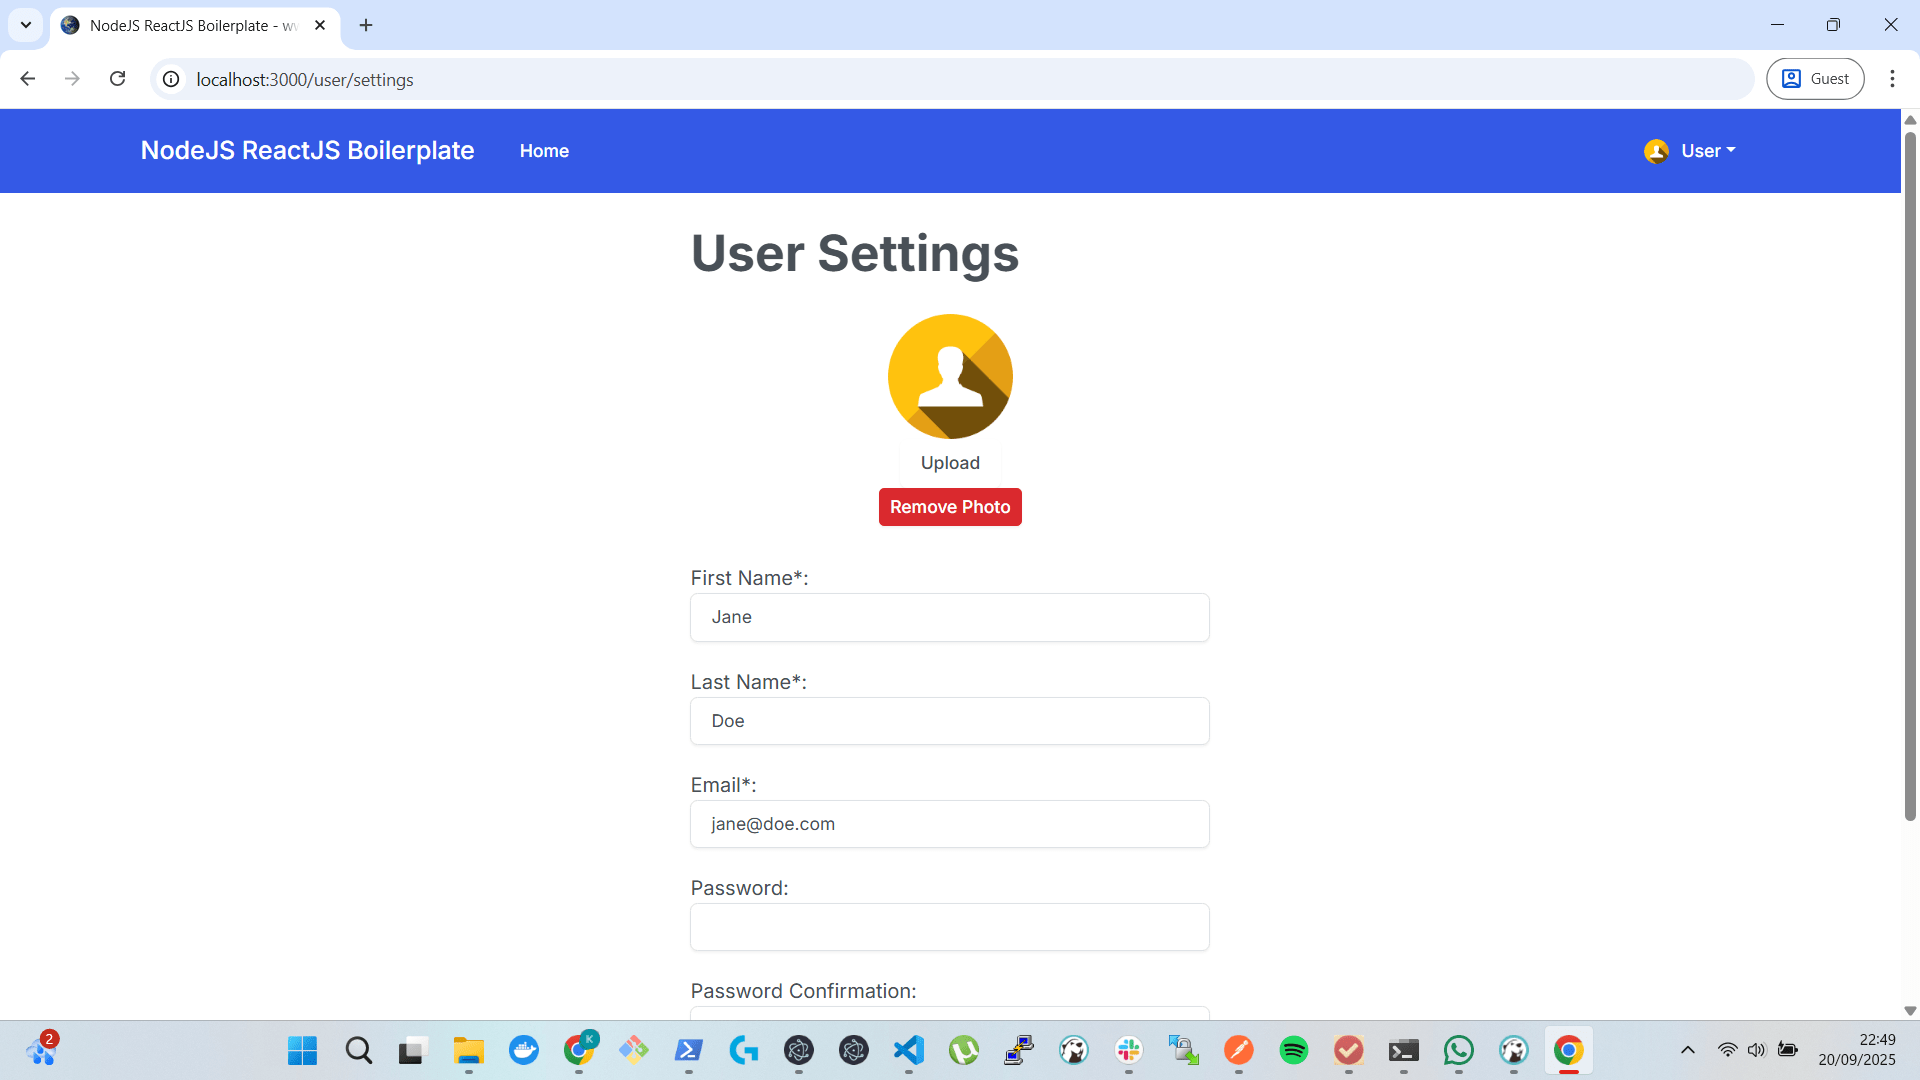 NodeJS ReactJS Boilerplate - w
localhost:3000/user/settings
Guest
NodeJS ReactJS Boilerplate
Home
User
User Settings
Upload
Remove Photo
First Name*:
Jane
Last Name*:
Doe
Email*:
jane@doe.com
Password:
Password Confirmation:
2
K
22:49
20/09/2025